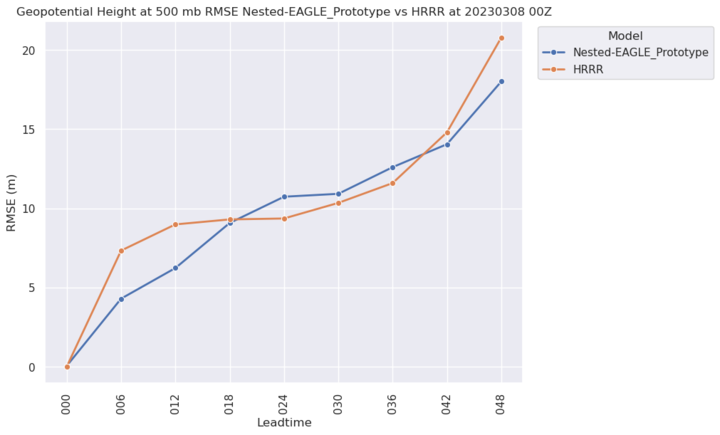 Geopotential Height at 500 mb RMSE Nested-EAGLE_Prototype vs HRRR at 20230308 00Z
Model
Nested-EAGLE_Prototype
HRRR
RMSE (m)
20
15
10
5
0
000
006
012
018
024
030
036
042
048
Leadtime